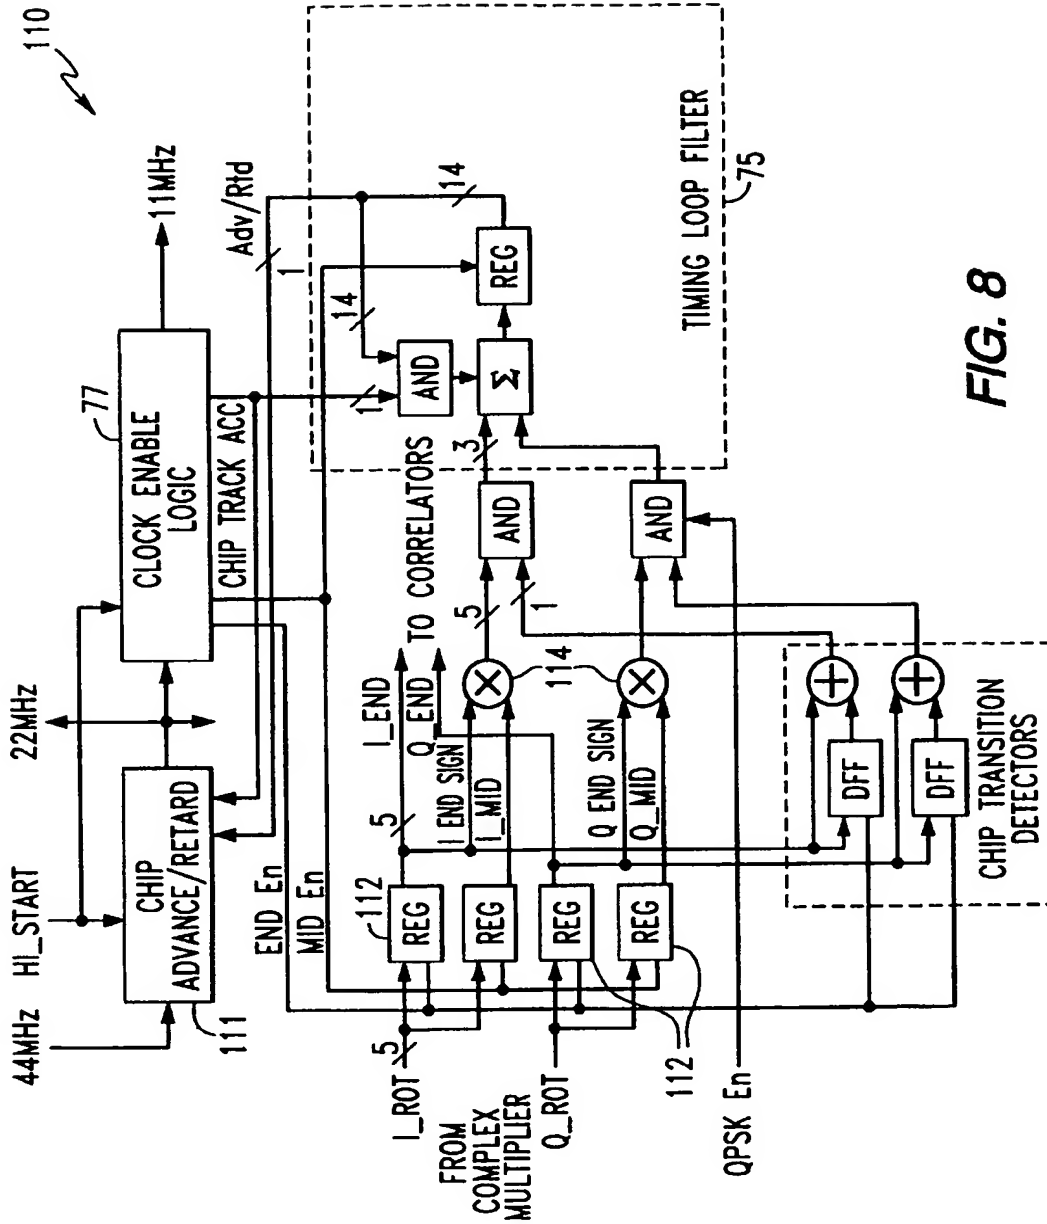 110
44MHz
HI_START
22MHz
CHIP
ADVANCE/RETARD
111
77
CLOCK ENABLE
LOGIC
11MHz
END En
MID En
CHIP TRACK ACC
Adv/Rtd
1
14
14
1
AND
Σ
REG
3
TIMING LOOP FILTER
75
5
I_END
Q_END
TO CORRELATORS
I END SIGN
I_MID
Q END SIGN
Q_MID
112
REG
REG
REG
REG
112
5
I_ROT
FROM
COMPLEX
MULTIPLIER
Q_ROT
QPSK En
114
5
1
AND
AND
DFF
DFF
CHIP TRANSITION
DETECTORS
FIG. 8